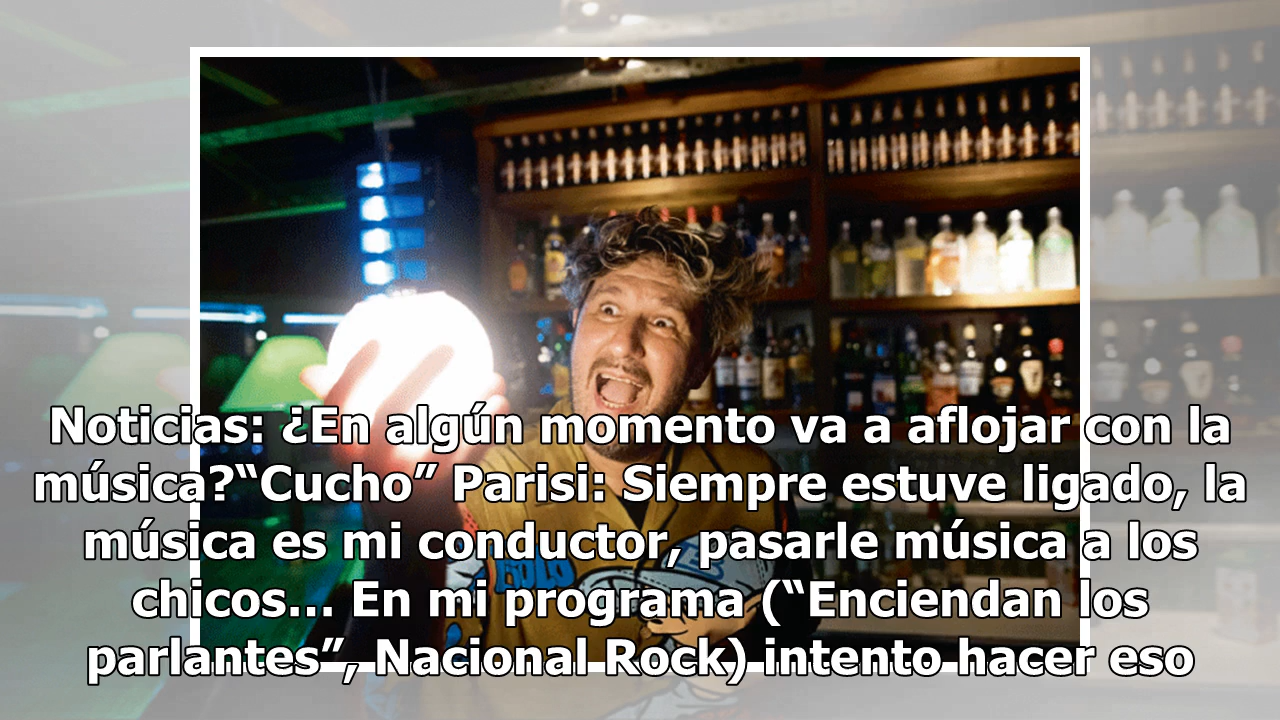 Noticias: ¿En algún momento va a aflojar con la
música?“Cucho” Parisi: Siempre estuve ligado, la
música es mi conductor, pasarle música a los
chicos... En mi programa (“Enciendan los
parlantes”, Nacional Rock) intento hacer eso